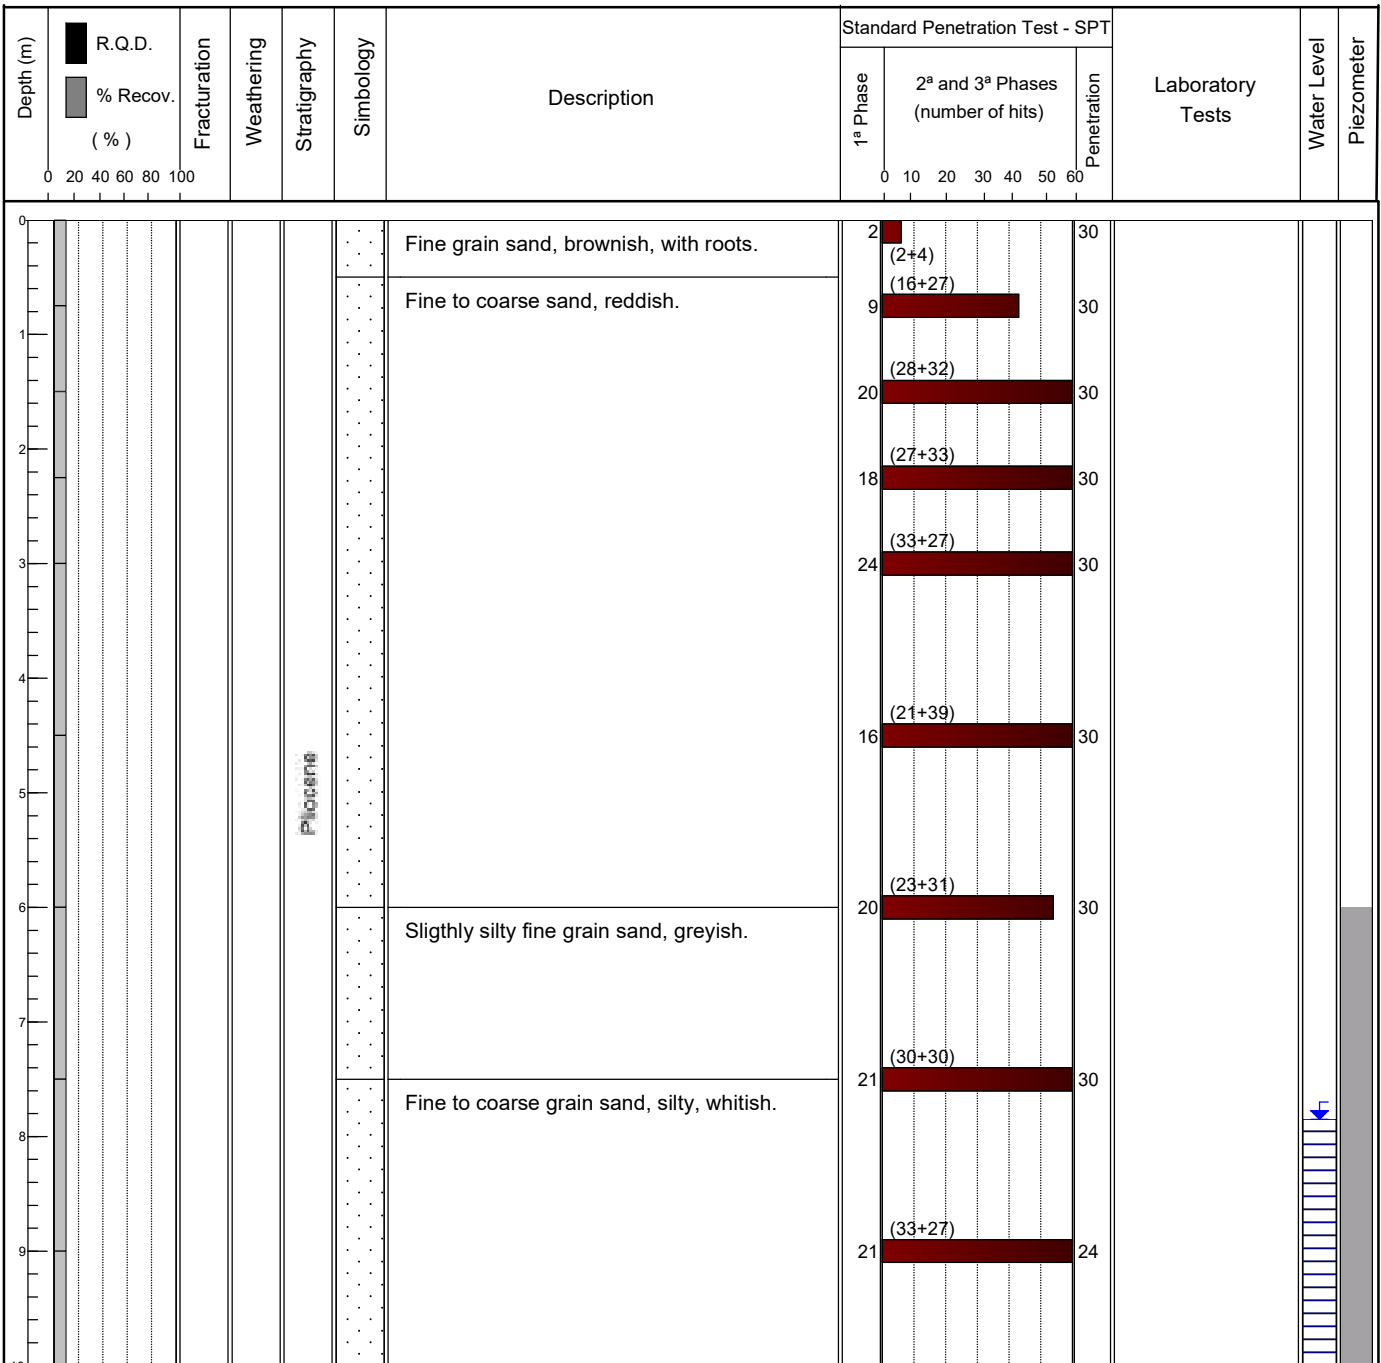 Depth (m)
R.Q.D.
% Recov.
( % )
0 20 40 60 80 100
Fracturation
Weathering
Stratigraphy
Simbology
Description
Standard Penetration Test - SPT
1ª Phase
2ª and 3ª Phases
(number of hits)
0 10 20 30 40 50 60
Penetration
Laboratory
Tests
Water Level
Piezometer
0
Fine grain sand, brownish, with roots.
2
(2+4)
30
Fine to coarse sand, reddish.
(16+27)
9
30
1
(28+32)
20
30
2
(27+33)
18
30
(33+27)
3
24
30
4
(21+39)
16
30
Pliocene
5
(23+31)
6
20
30
Sligthly silty fine grain sand, greyish.
7
(30+30)
21
30
Fine to coarse grain sand, silty, whitish.
8
(33+27)
9
21
24